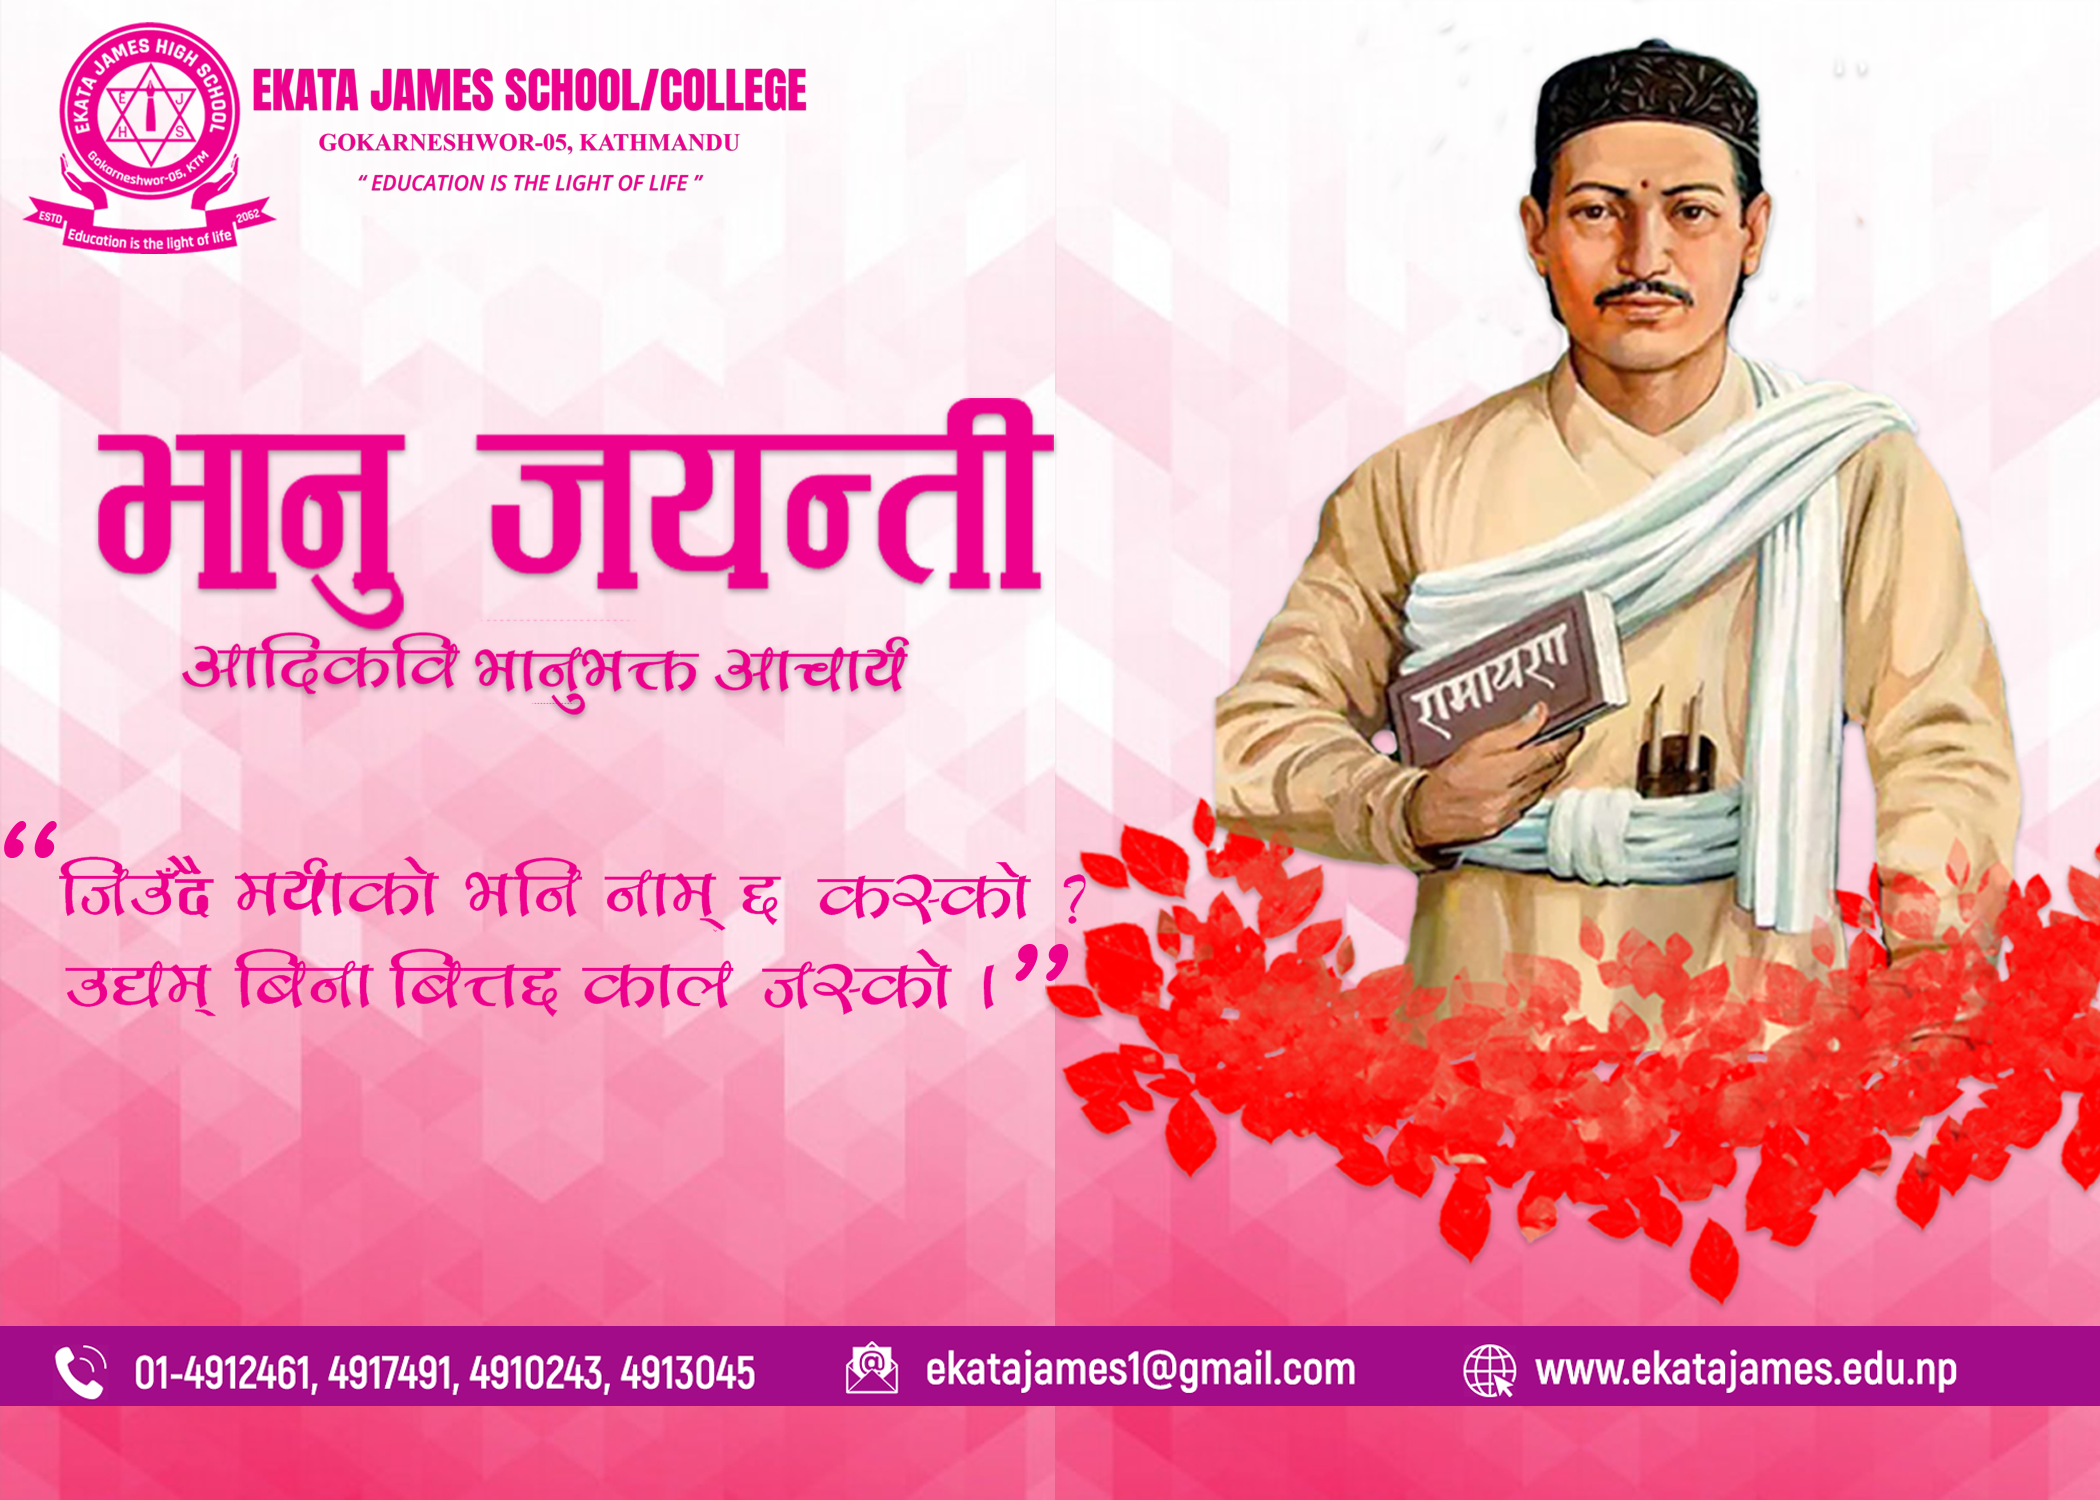 EKATA JAMES HIGH SCHOOL
E J
H S
Gokarneshwor-05, KTM
ESTD 2062
Education is the light of life
EKATA JAMES SCHOOL/COLLEGE
GOKARNESHWOR-05, KATHMANDU
“ EDUCATION IS THE LIGHT OF LIFE ”
भानु जयन्ती
आदिकवि भानुभक्त आचार्य
रामायण
“जिउँदै मर्याको भनि नाम् छ कस्को ?
उद्यम् बिना बित्तछ काल जस्को ।”
01-4912461, 4917491, 4910243, 4913045
ekatajames1@gmail.com
www.ekatajames.edu.np